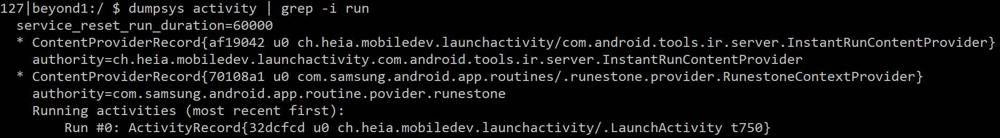 127|beyond1:/ $ dumpsys activity | grep -i run
service_reset_run_duration=60000
* ContentProviderRecord{af19042 u0 ch.heia.mobiledev.launchactivity/com.android.tools.ir.server.InstantRunContentProvider}
authority=ch.heia.mobiledev.launchactivity.com.android.tools.ir.server.InstantRunContentProvider
* ContentProviderRecord{70108a1 u0 com.samsung.android.app.routines/.runestone.provider.RunestoneContextProvider}
authority=com.samsung.android.app.routine.povider.runestone
Running activities (most recent first):
Run #0: ActivityRecord{32dcfcd u0 ch.heia.mobiledev.launchactivity/.LaunchActivity t750}